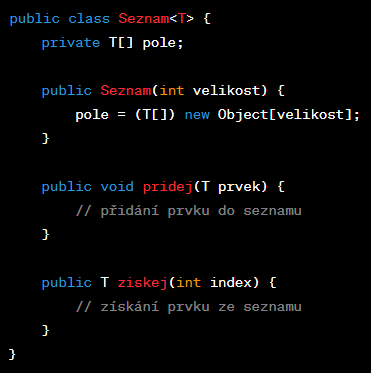 public class Seznam<T> {
    private T[] pole;

    public Seznam(int velikost) {
        pole = (T[]) new Object[velikost];
    }

    public void pridej(T prvek) {
        // přidání prvku do seznamu
    }

    public T ziskej(int index) {
        // získání prvku ze seznamu
    }
}